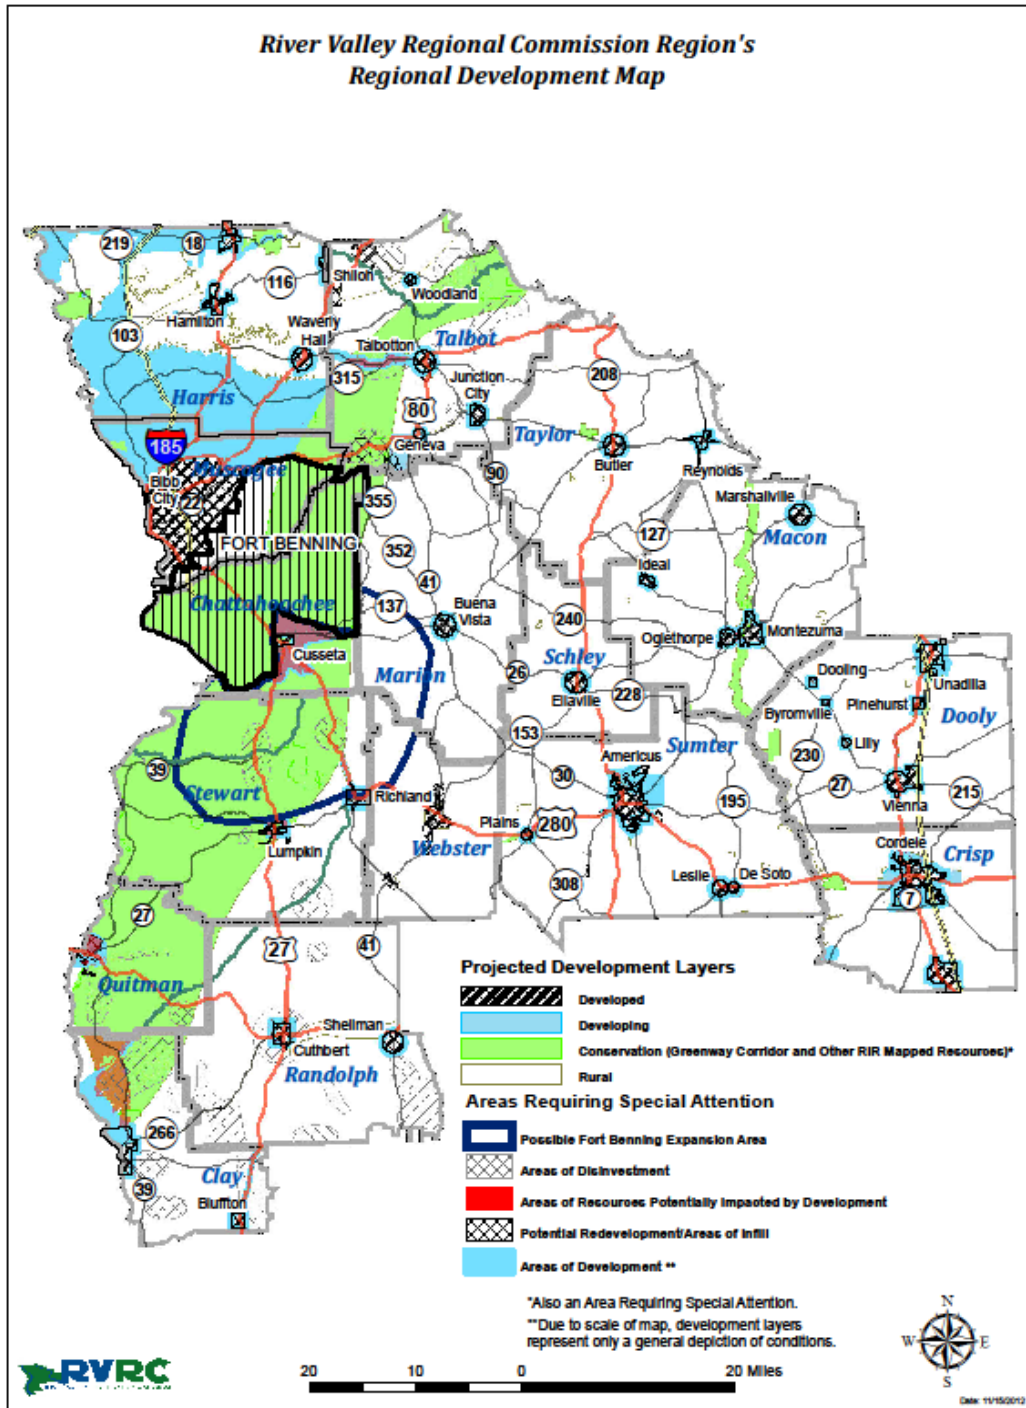 River Valley Regional Commission Region's
Regional Development Map
219
18
116
Shiloh
Woodland
Hamilton
Waverly
Hall
103
Talbotton
Talbot
315
Junction
City
208
Harris
80
Taylor
185
Geneva
Butler
Reynolds
Muscogee
Bibb
City
22
90
Marshallville
355
FORT BENNING
127
Macon
352
Ideal
41
Chattahoochee
137
Buena
Vista
240
Oglethorpe
Montezuma
Cusseta
Schley
Dooling
Unadilla
Marion
26
Ellaville
228
Byromville
Pinehurst
Dooly
153
Sumter
Lilly
230
39
Americus
30
27
Stewart
Richland
195
Vienna
215
Plains
280
Lumpkin
Webster
Cordele
Crisp
Leslie
De Soto
308
7
27
27
41
Quitman
Shellman
Cuthbert
Randolph
266
Clay
39
Bluffton
Projected Development Layers
Developed
Developing
Conservation (Greenway Corridor and Other RIR Mapped Resources)*
Rural
Areas Requiring Special Attention
Possible Fort Benning Expansion Area
Areas of Disinvestment
Areas of Resources Potentially Impacted by Development
Potential Redevelopment/Areas of Infill
Areas of Development **
*Also an Area Requiring Special Attention.
**Due to scale of map, development layers
represent only a general depiction of conditions.
N
W E
S
RVRC
20 10 0 20 Miles
Date: 11/15/2012